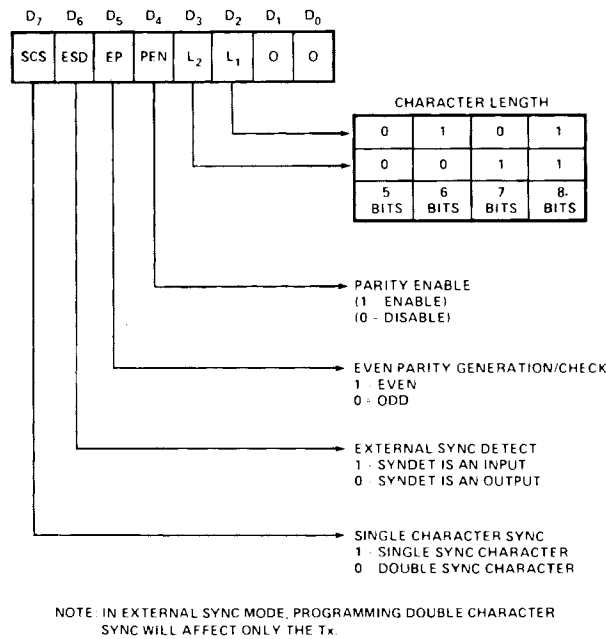 D7 D6 D5 D4 D3 D2 D1 D0
SCS ESD EP PEN L2 L1 0 0
CHARACTER LENGTH
0 1 0 1
0 0 1 1
5 6 7 8
BITS BITS BITS BITS
PARITY ENABLE
(1 ENABLE)
(0 - DISABLE)
EVEN PARITY GENERATION/CHECK
1 - EVEN
0 - ODD
EXTERNAL SYNC DETECT
1 - SYNDET IS AN INPUT
0 - SYNDET IS AN OUTPUT
SINGLE CHARACTER SYNC
1 - SINGLE SYNC CHARACTER
0 DOUBLE SYNC CHARACTER
NOTE: IN EXTERNAL SYNC MODE, PROGRAMMING DOUBLE CHARACTER
SYNC WILL AFFECT ONLY THE Tx.